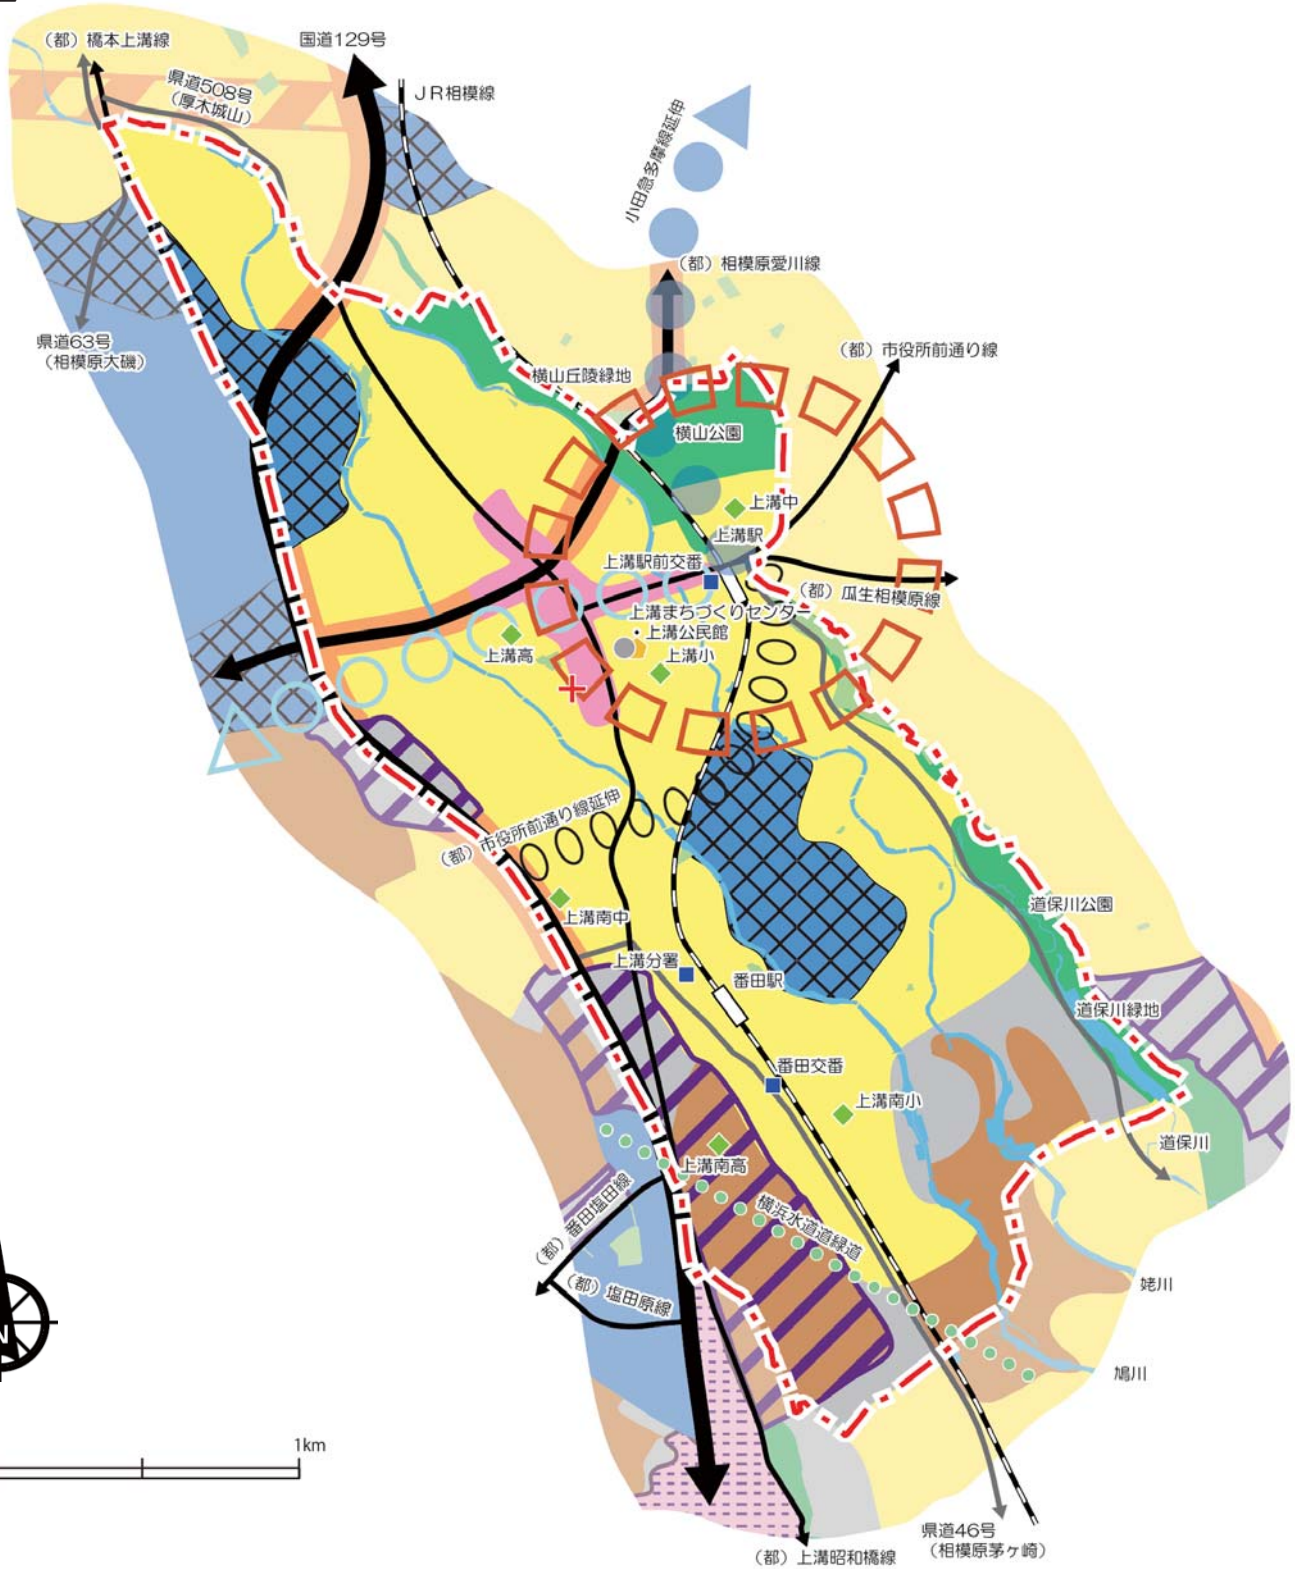 (都) 橋本上溝線
国道129号
県道508号
(厚木城山)
JR相模線
小田急多摩線延伸
(都) 相模原愛川線
県道63号
(相模原大磯)
(都) 市役所前通り線
横山丘陵緑地
横山公園
上溝中
上溝駅
上溝駅前交番
(都) 瓜生相模原線
上溝まちづくりセンター
・上溝公民館
上溝高
上溝小
(都) 市役所前通り線延伸
上溝南中
道保川公園
上溝分署
番田駅
道保川緑地
番田交番
上溝南小
道保川
上溝南高
横浜水道道緑道
(都) 番田塩田線
(都) 塩田原線
姥川
鳩川
N
1km
県道46号
(相模原茅ヶ崎)
(都) 上溝昭和橋線